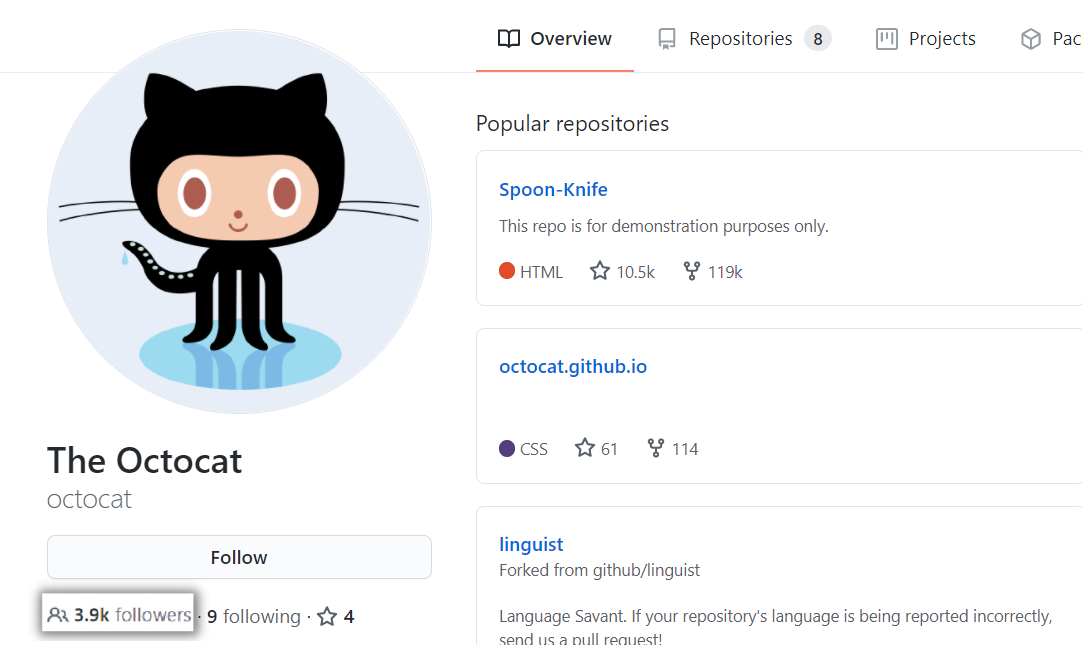 Overview Repositories 8 Projects Pac
Popular repositories
Spoon-Knife
This repo is for demonstration purposes only.
HTML 10.5k 119k
octocat.github.io
CSS 61 114
linguist
Forked from github/linguist
Language Savant. If your repository's language is being reported incorrectly,
send us a pull request!
The Octocat
octocat
Follow
3.9k followers · 9 following · 4